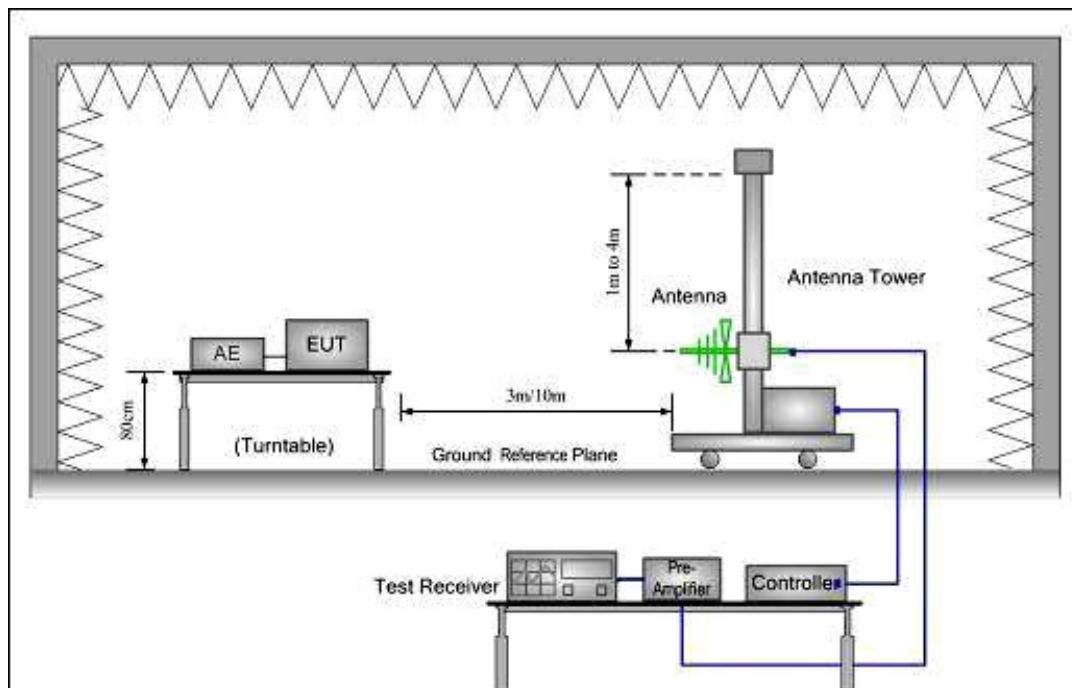 1m to 4m
Antenna
Antenna Tower
AE
EUT
80cm
(Turntable)
3m/10m
Ground Reference Plane
Test Receiver
Pre-
Amplifier
Controller